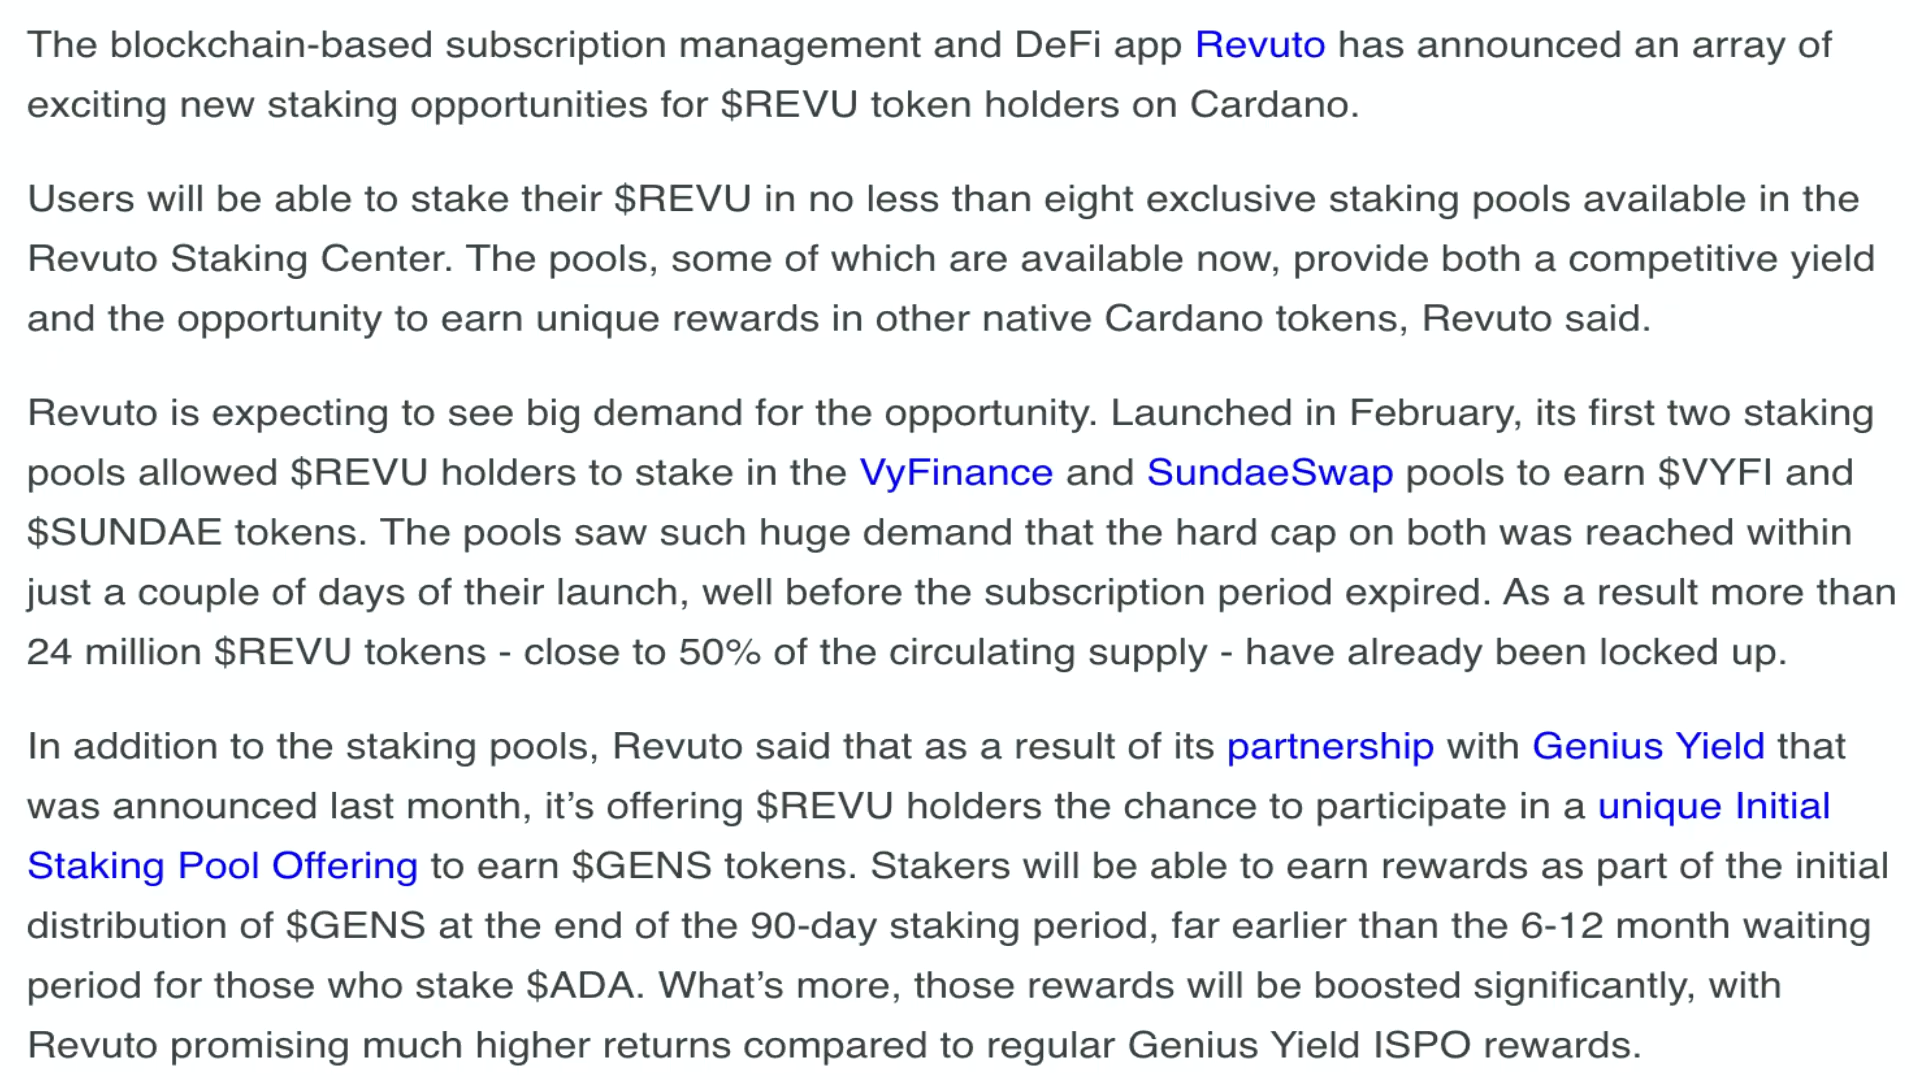 The blockchain-based subscription management and DeFi app Revuto has announced an array of
exciting new staking opportunities for $REVU token holders on Cardano.
Users will be able to stake their $REVU in no less than eight exclusive staking pools available in the
Revuto Staking Center. The pools, some of which are available now, provide both a competitive yield
and the opportunity to earn unique rewards in other native Cardano tokens, Revuto said.
Revuto is expecting to see big demand for the opportunity. Launched in February, its first two staking
pools allowed $REVU holders to stake in the VyFinance and SundaeSwap pools to earn $VYFI and
$SUNDAE tokens. The pools saw such huge demand that the hard cap on both was reached within
just a couple of days of their launch, well before the subscription period expired. As a result more than
24 million $REVU tokens - close to 50% of the circulating supply - have already been locked up.
In addition to the staking pools, Revuto said that as a result of its partnership with Genius Yield that
was announced last month, it’s offering $REVU holders the chance to participate in a unique Initial
Staking Pool Offering to earn $GENS tokens. Stakers will be able to earn rewards as part of the initial
distribution of $GENS at the end of the 90-day staking period, far earlier than the 6-12 month waiting
period for those who stake $ADA. What’s more, those rewards will be boosted significantly, with
Revuto promising much higher returns compared to regular Genius Yield ISPO rewards.